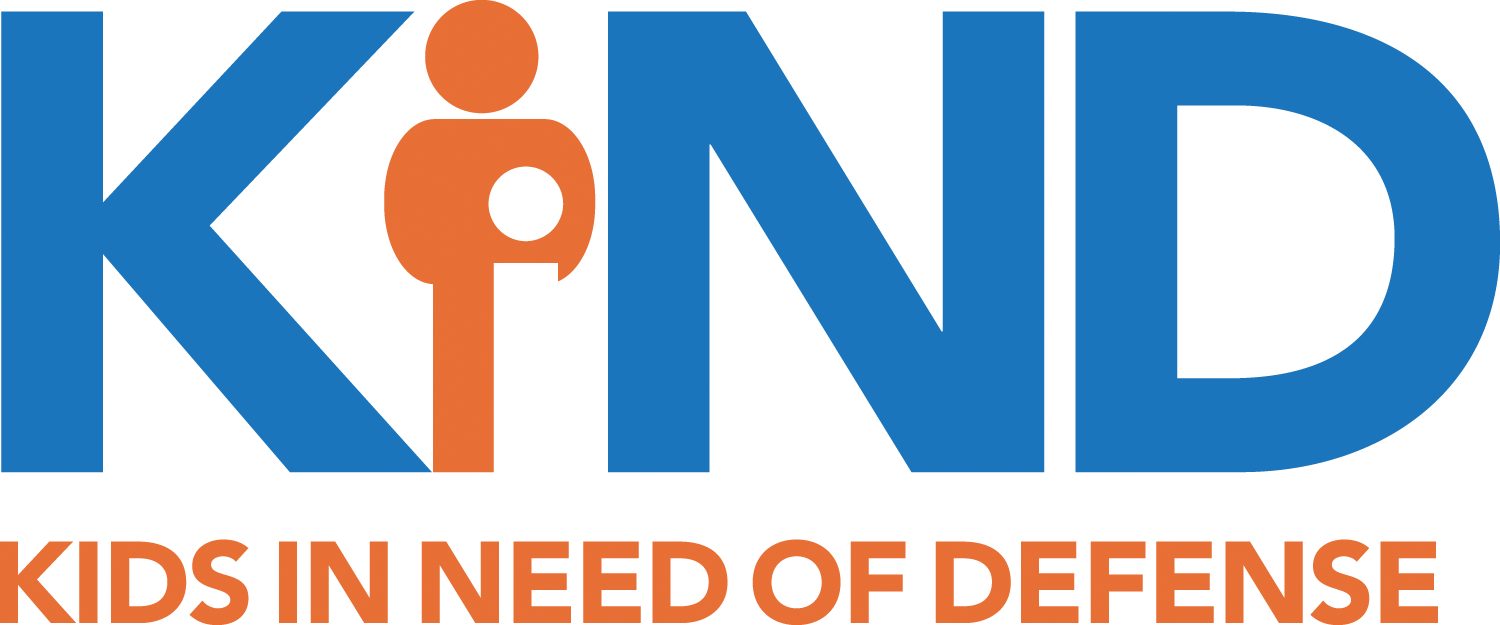 KiND
KIDS IN NEED OF DEFENSE